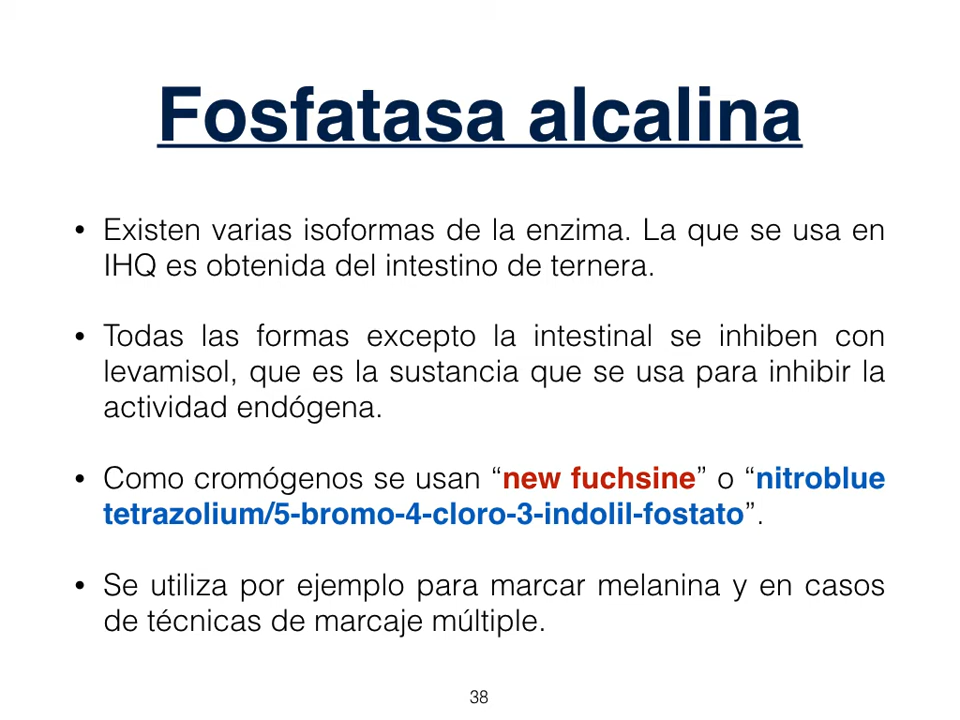 Fosfatasa alcalina
• Existen varias isoformas de la enzima. La que se usa en
IHQ es obtenida del intestino de ternera.
• Todas las formas excepto la intestinal se inhiben con
levamisol, que es la sustancia que se usa para inhibir la
actividad endógena.
• Como cromógenos se usan “new fuchsine” o “nitroblue
tetrazolium/5-bromo-4-cloro-3-indolil-fostato”.
• Se utiliza por ejemplo para marcar melanina y en casos
de técnicas de marcaje múltiple.
38